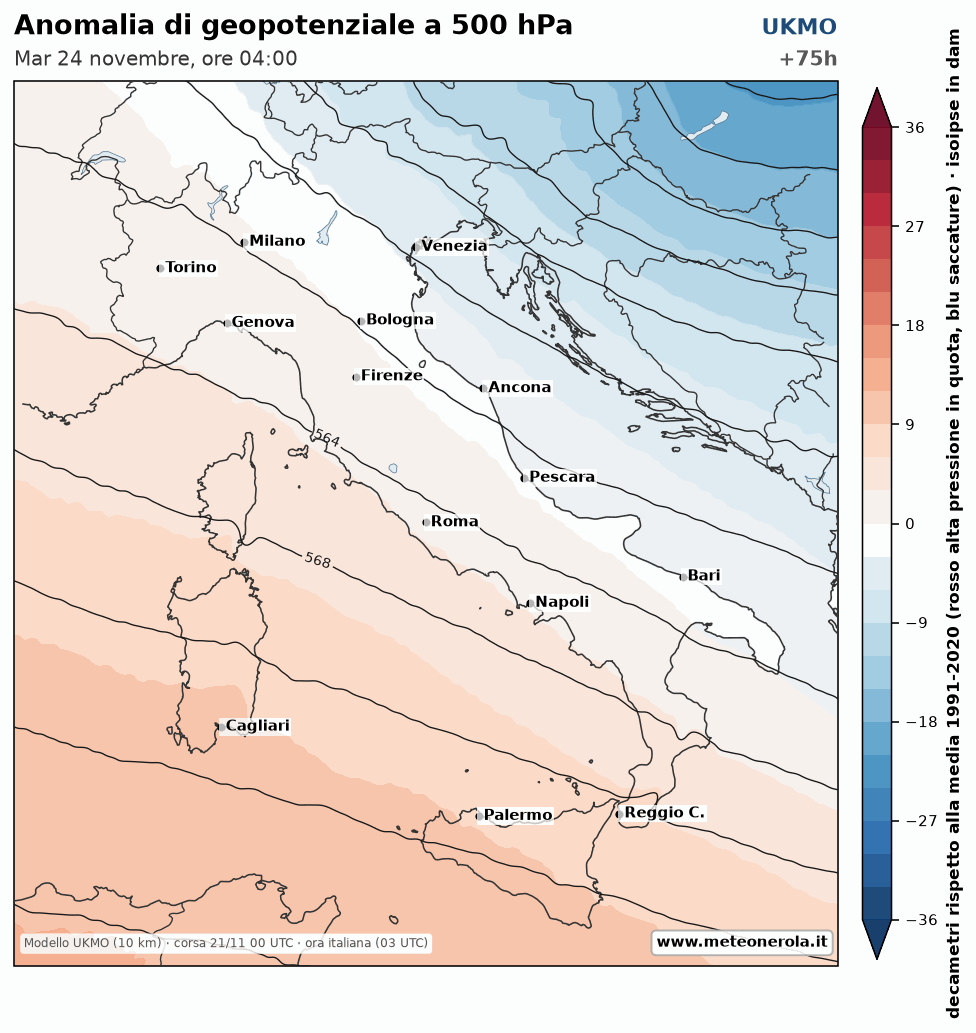 Anomalia di geopotenziale a 500 hPa
UKMO
Mar 24 novembre, ore 04:00
+75h
Milano
Venezia
Torino
Genova
Bologna
Firenze
Ancona
564
Pescara
Roma
568
Bari
Napoli
Cagliari
Palermo
Reggio C.
Modello UKMO (10 km) · corsa 21/11 00 UTC · ora italiana (03 UTC)
www.meteonerola.it
36
27
18
9
0
−9
−18
−27
−36
decametri rispetto alla media 1991-2020 (rosso alta pressione in quota, blu saccature) · isoipse in dam